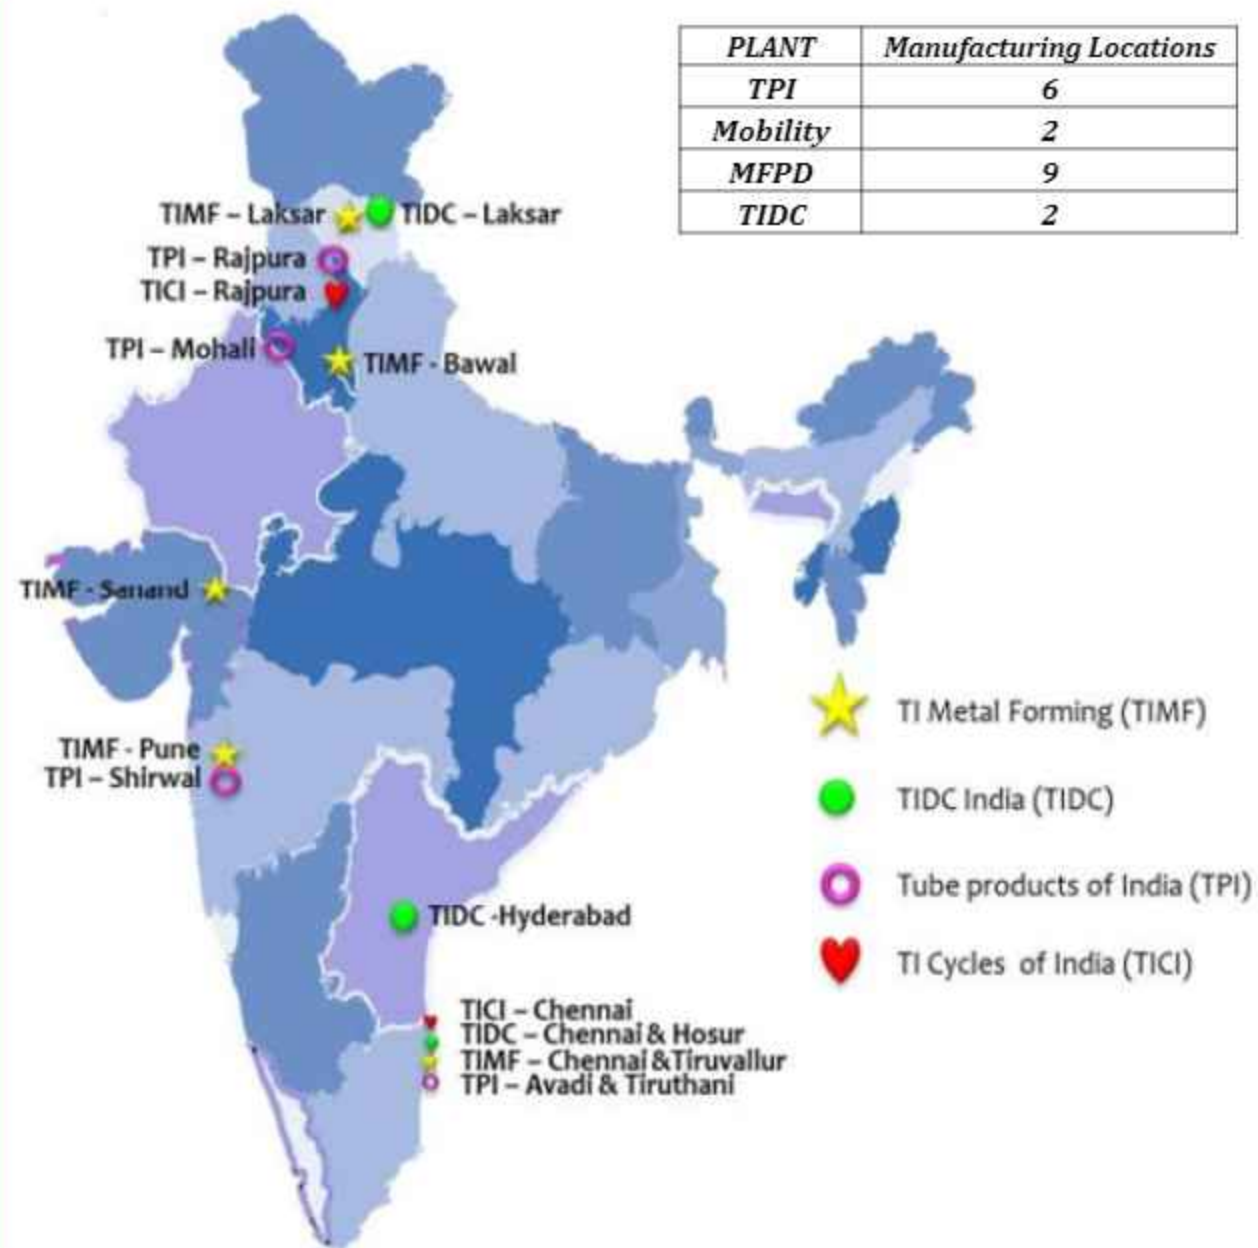 PLANT Manufacturing Locations
TPI 6
Mobility 2
MFPD 9
TIDC 2
TIMF – Laksar
TIDC – Laksar
TPI – Rajpura
TICI – Rajpura
TPI – Mohali
TIMF - Bawal
TIMF - Sanand
TIMF - Pune
TPI – Shirwal
TIDC -Hyderabad
TICI – Chennai
TIDC – Chennai & Hosur
TIMF – Chennai &Tiruvallur
TPI – Avadi & Tiruthani
TI Metal Forming (TIMF)
TIDC India (TIDC)
Tube products of India (TPI)
TI Cycles of India (TICI)